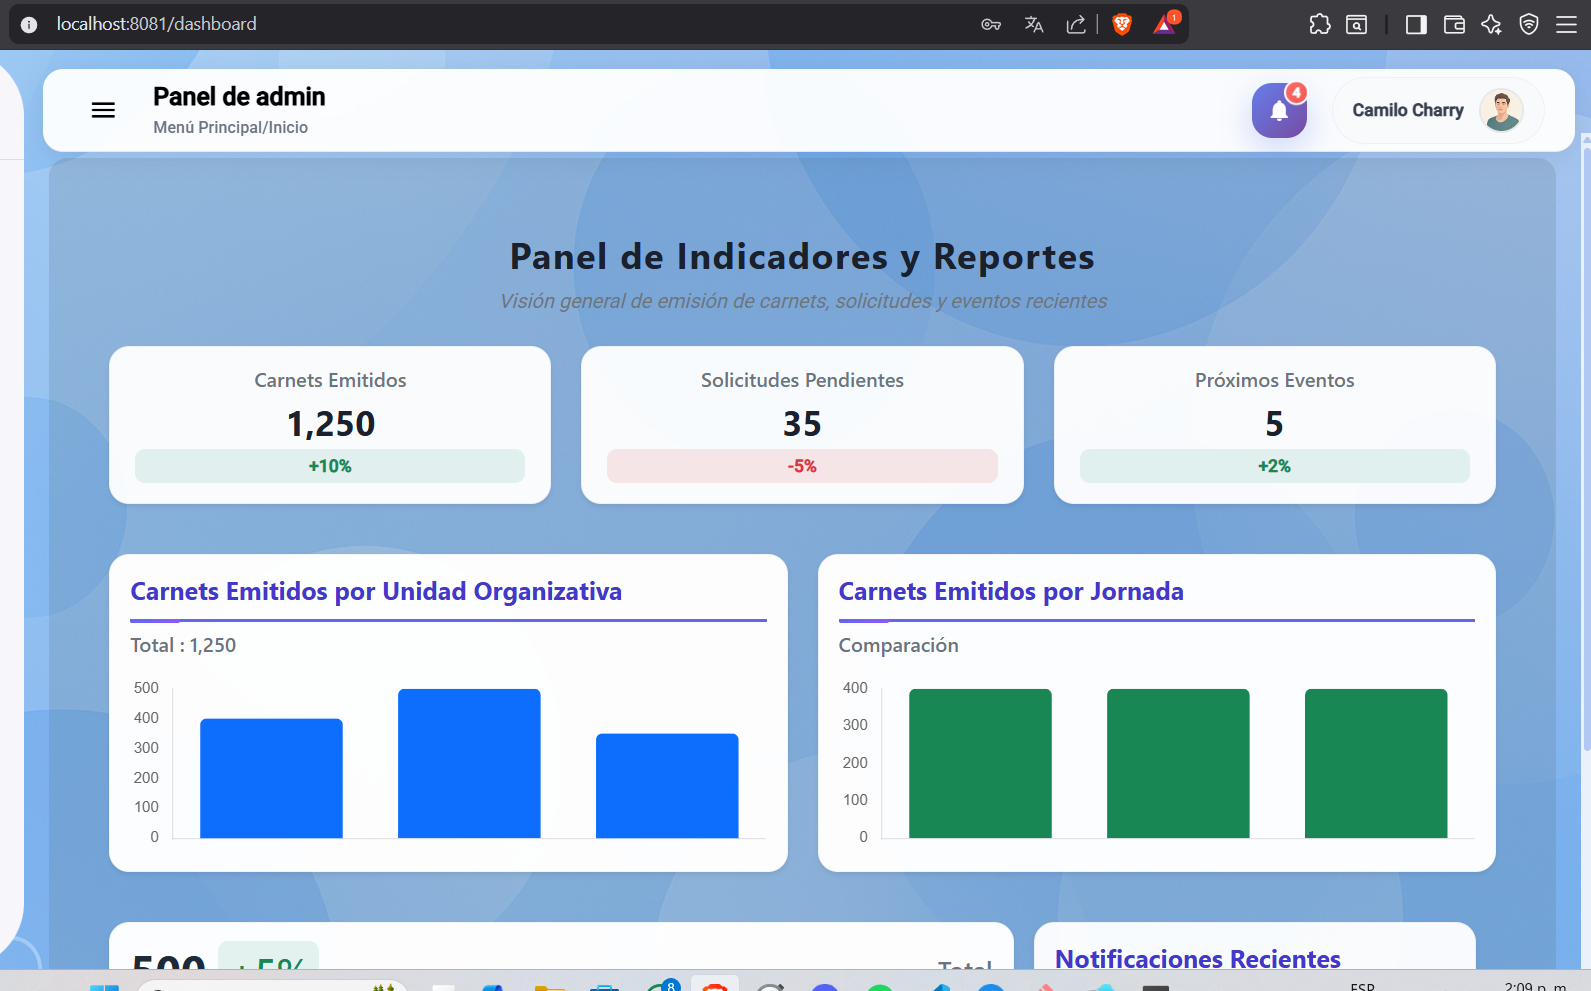 localhost:8081/dashboard
1
Panel de admin
Menú Principal/Inicio
4
Camilo Charry
Panel de Indicadores y Reportes
Visión general de emisión de carnets, solicitudes y eventos recientes
Carnets Emitidos
1,250
+10%
Solicitudes Pendientes
35
-5%
Próximos Eventos
5
+2%
Carnets Emitidos por Unidad Organizativa
Total : 1,250
500
400
300
200
100
0
Carnets Emitidos por Jornada
Comparación
400
300
200
100
0
500
+5%
Total
Notificaciones Recientes
8
ESP
2:09 p. m.